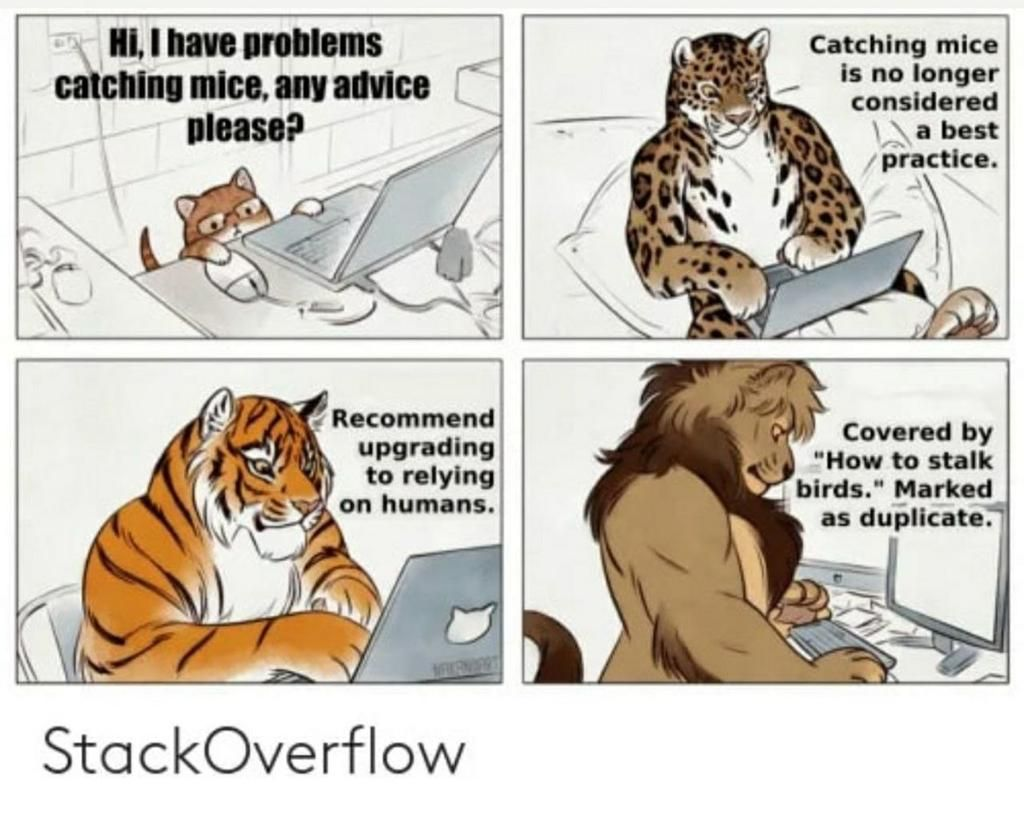 Hi, I have problems
catching mice, any advice
please?
Catching mice
is no longer
considered
a best
practice.
Recommend
upgrading
to relying
on humans.
Covered by
"How to stalk
birds." Marked
as duplicate.
StackOverflow